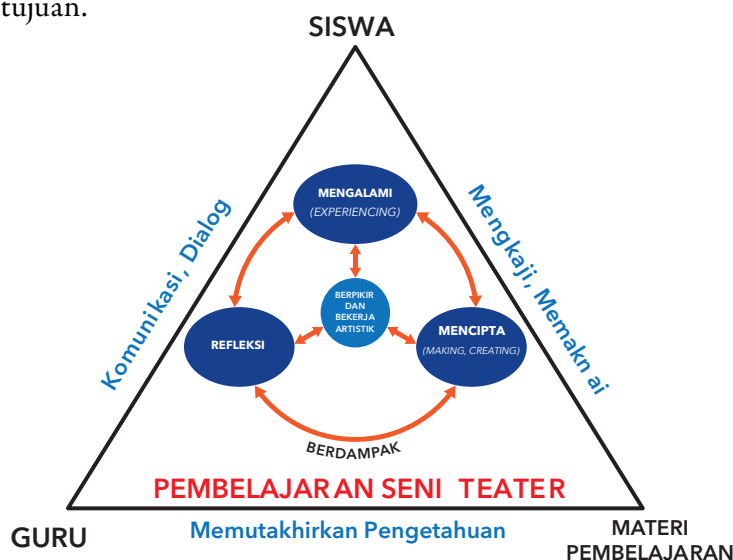 tujuan.
SISWA
Komunikasi, Dialog
Mengkaji, Memakn ai
MENGALAMI
(EXPERIENCING)
BERPIKIR
DAN
BEKERJA
ARTISTIK
REFLEKSI
MENCIPTA
(MAKING, CREATING)
BERDAMPAK
PEMBELAJARAN SENI TEATER
GURU
Memutakhirkan Pengetahuan
MATERI
PEMBELAJARAN